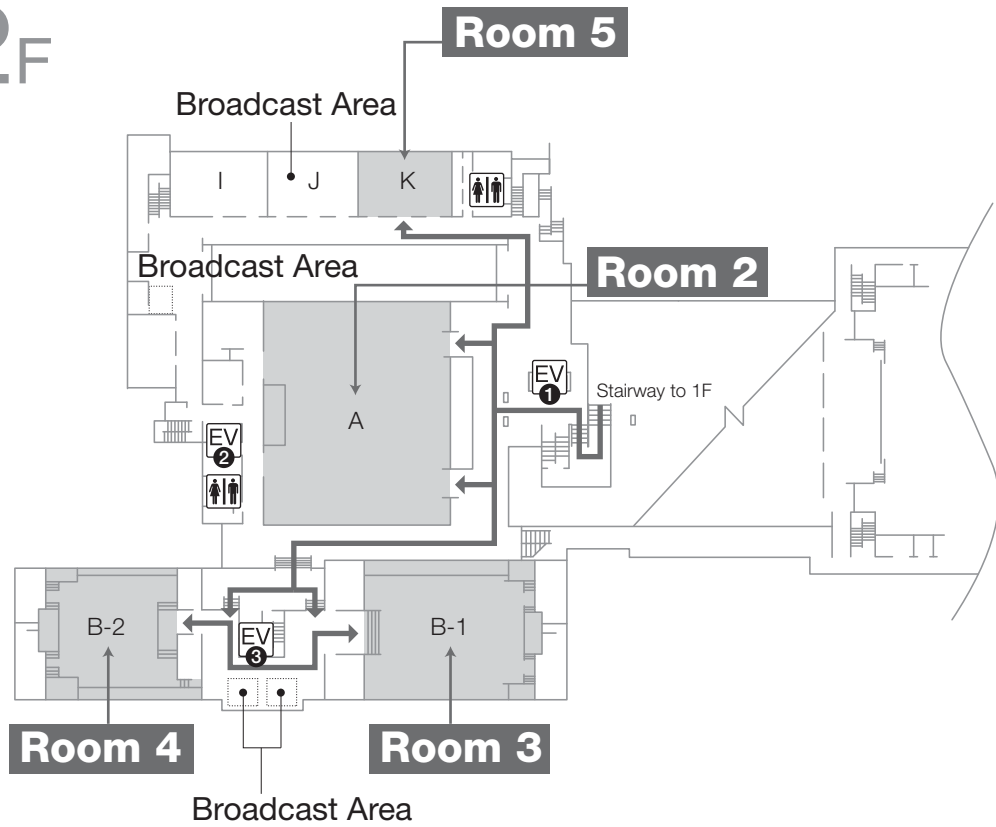 2F
Room 5
Broadcast Area
I
J
K
Broadcast Area
Room 2
EV
1
Stairway to 1F
A
EV
2
B-2
EV
3
B-1
Room 4
Room 3
Broadcast Area